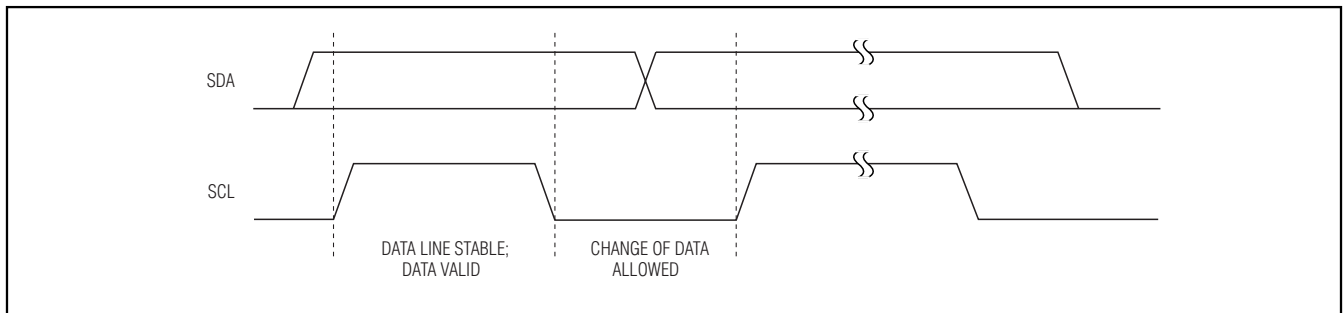 SDA
SCL
DATA LINE STABLE;
DATA VALID
CHANGE OF DATA
ALLOWED